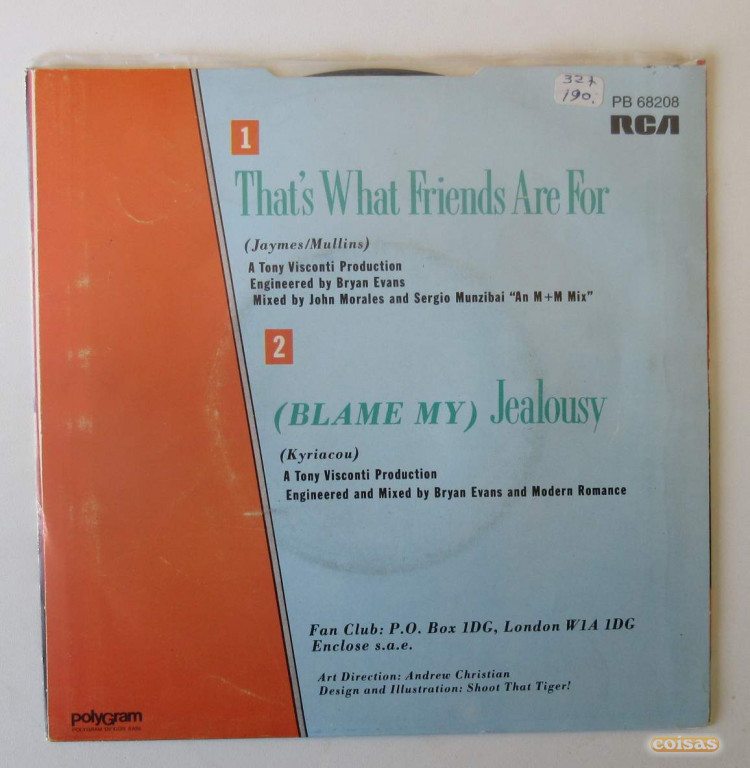 32x
190.
PB 68208
RCA
1
That's What Friends Are For
(Jaymes/Mullins)
A Tony Visconti Production
Engineered by Bryan Evans
Mixed by John Morales and Sergio Munzibai “An M+M Mix”
2
(BLAME MY) Jealousy
(Kyriacou)
A Tony Visconti Production
Engineered and Mixed by Bryan Evans and Modern Romance
Fan Club: P.O. Box 1DG, London W1A 1DG
Enclose s.a.e.
Art Direction: Andrew Christian
Design and Illustration: Shoot That Tiger!
polyGram
coisas